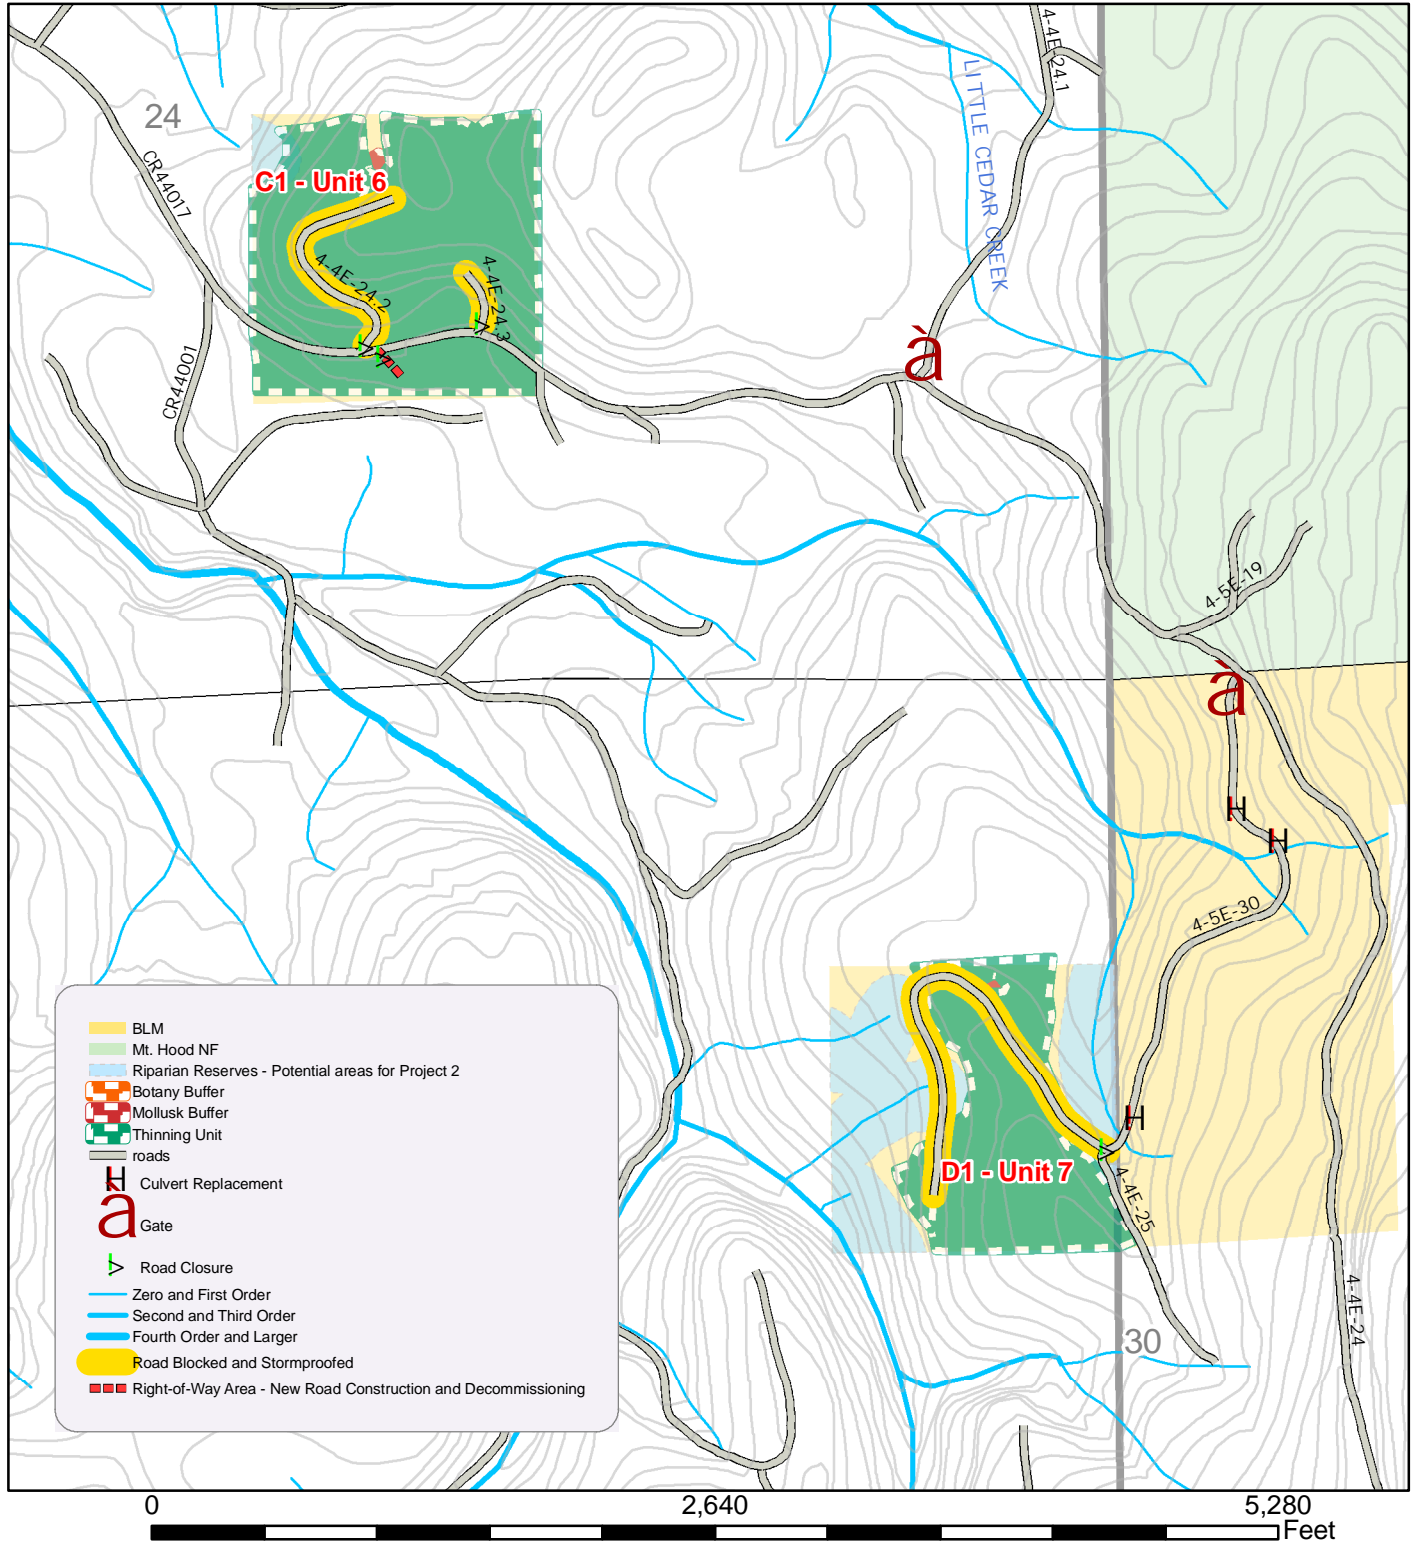 4-4E-24.1
24
LITTLE CEDAR CREEK
CR44017
C1 - Unit 6
4-4E-24.2
4-4E-24.3
à
CR44001
4-5E-19
à
H
H
4-5E-30
H
D1 - Unit 7
4-4E-25
4-4E-24
30
BLM
Mt. Hood NF
Riparian Reserves - Potential areas for Project 2
Botany Buffer
Mollusk Buffer
Thinning Unit
roads
H Culvert Replacement
à Gate
Road Closure
Zero and First Order
Second and Third Order
Fourth Order and Larger
Road Blocked and Stormproofed
Right-of-Way Area - New Road Construction and Decommissioning
0 2,640 5,280
Feet